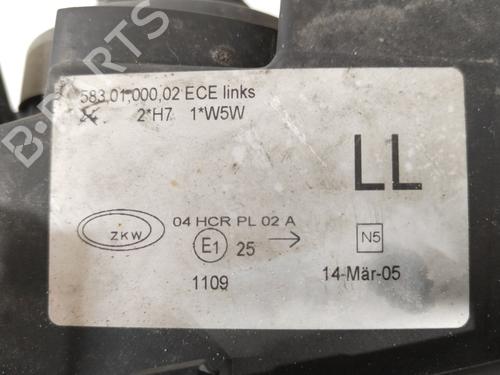 B-PARTS
583.01.000.02 ECE links
2*H7 1*W5W
LL
ZKW
04 HCR PL 02 A
E1 25 →
N5
1109
14-Mär-05